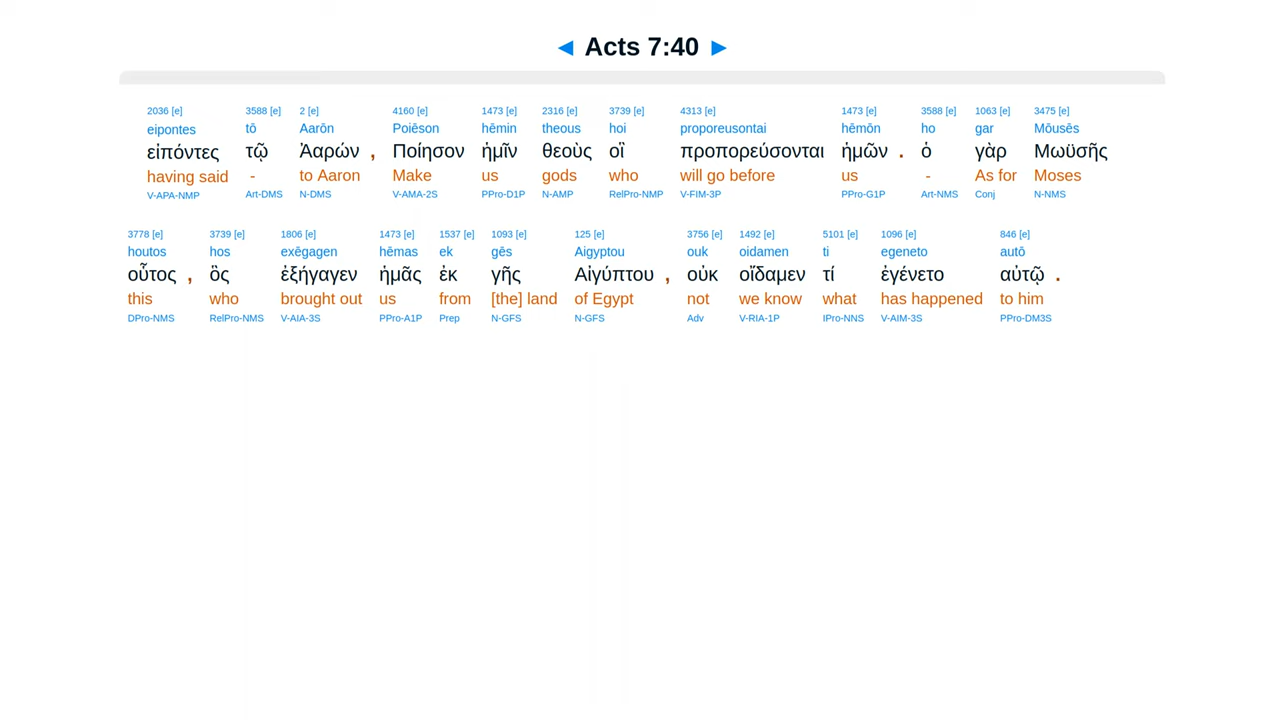 ◄ Acts 7:40 ►
2036 [e] 3588 [e] 2 [e] 4160 [e] 1473 [e] 2316 [e] 3739 [e] 4313 [e] 1473 [e] 3588 [e] 1063 [e] 3475 [e]
eipontes tō Aarōn Poiēson hēmin theous hoi proporeusontai hēmōn ho gar Mōusēs
εἰπόντες τῷ Ἀαρών , Ποίησον ἡμῖν θεοὺς οἳ προπορεύσονται ἡμῶν . ὁ γὰρ Μωϋσῆς
having said - to Aaron Make us gods who will go before us - As for Moses
V-APA-NMP Art-DMS N-DMS V-AMA-2S PPro-D1P N-AMP RelPro-NMP V-FIM-3P PPro-G1P Art-NMS Conj N-NMS
3778 [e] 3739 [e] 1806 [e] 1473 [e] 1537 [e] 1093 [e] 125 [e] 3756 [e] 1492 [e] 5101 [e] 1096 [e] 846 [e]
houtos hos exēgagen hēmas ek gēs Aigyptou ouk oidamen ti egeneto autō
οὗτος , ὃς ἐξήγαγεν ἡμᾶς ἐκ γῆς Αἰγύπτου , οὐκ οἴδαμεν τί ἐγένετο αὐτῷ .
this who brought out us from [the] land of Egypt not we know what has happened to him
DPro-NMS RelPro-NMS V-AIA-3S PPro-A1P Prep N-GFS N-GFS Adv V-RIA-1P IPro-NNS V-AIM-3S PPro-DM3S